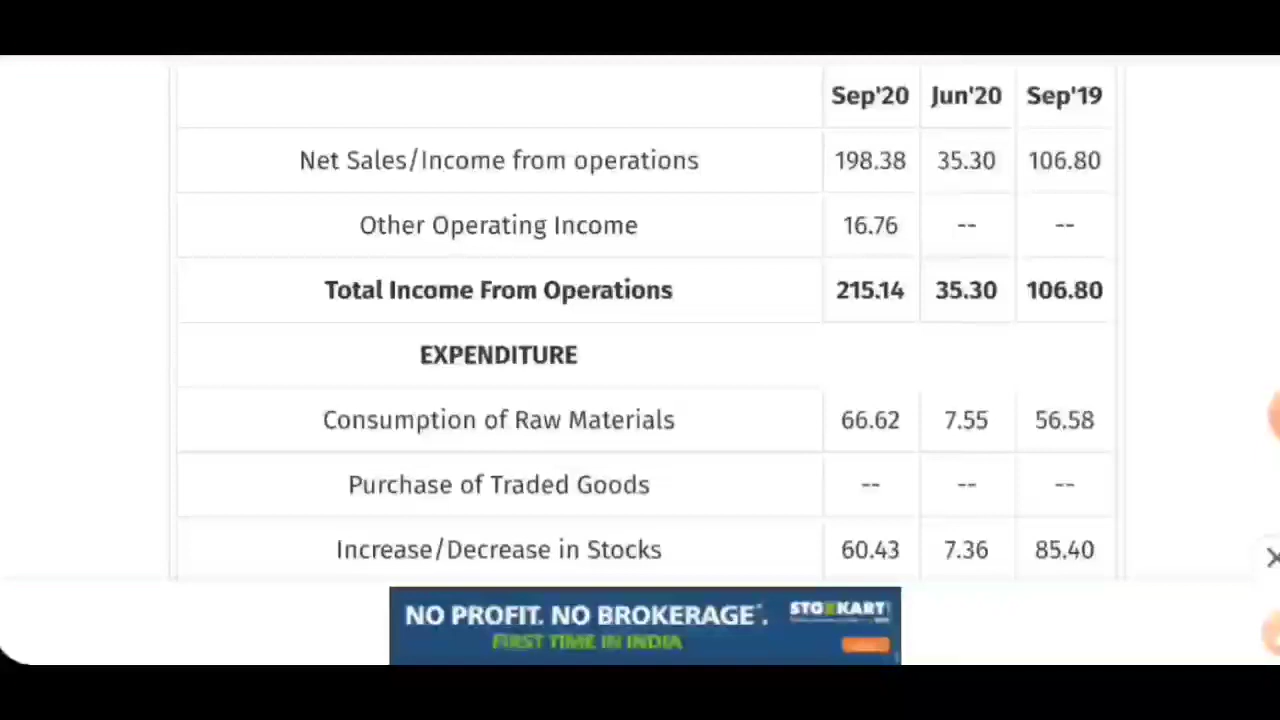 Sep'20 Jun'20 Sep'19
Net Sales/Income from operations 198.38 35.30 106.80
Other Operating Income 16.76 -- --
Total Income From Operations 215.14 35.30 106.80
EXPENDITURE
Consumption of Raw Materials 66.62 7.55 56.58
Purchase of Traded Goods -- -- --
Increase/Decrease in Stocks 60.43 7.36 85.40
NO PROFIT. NO BROKERAGE*.
FIRST TIME IN INDIA
STOXKART